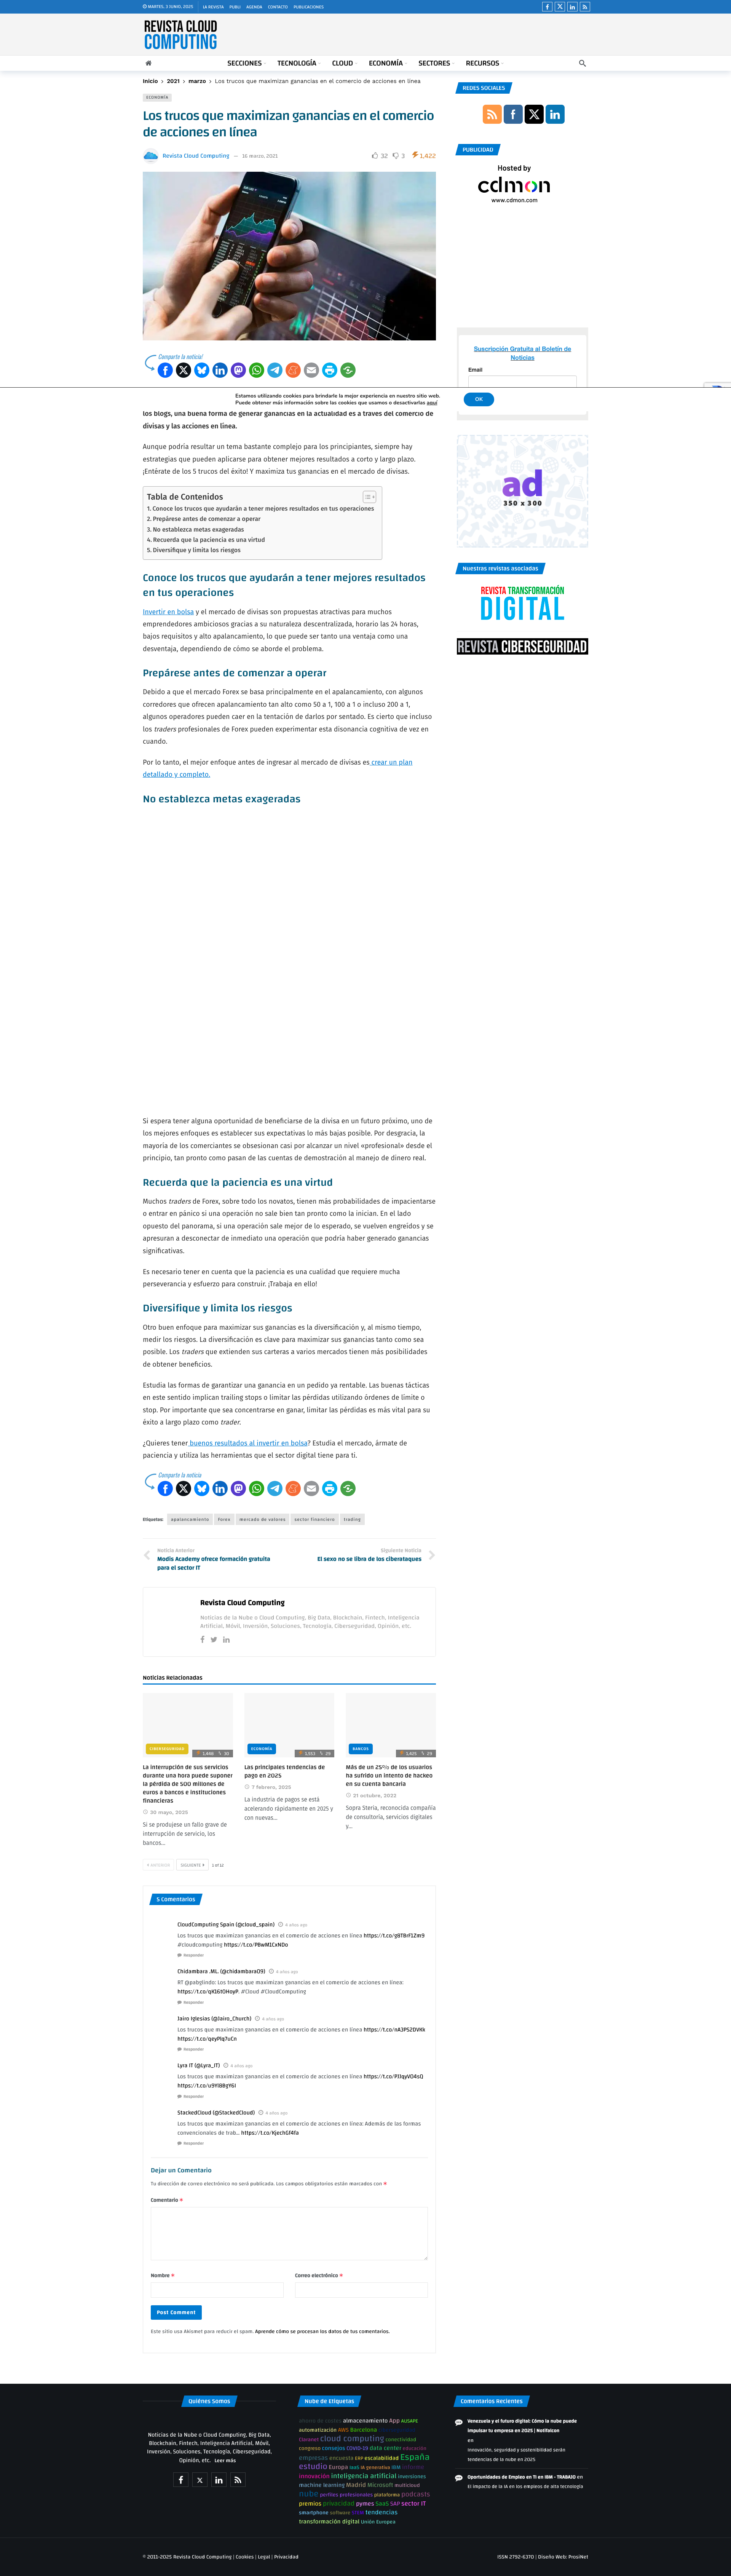 MARTES, 3 JUNIO, 2025 LA REVISTA PUBLI AGENDA CONTACTO PUBLICACIONES
REVISTA CLOUD
COMPUTING
SECCIONES TECNOLOGÍA CLOUD ECONOMÍA SECTORES RECURSOS
Inicio > 2021 > marzo > Los trucos que maximizan ganancias en el comercio de acciones en línea
ECONOMÍA
Los trucos que maximizan ganancias en el comercio
de acciones en línea
Revista Cloud Computing — 16 marzo, 2021 32 3 1,422
Comparte la noticia!
Estamos utilizando cookies para brindarle la mejor experiencia en nuestro sitio web.
Puede obtener más información sobre las cookies que usamos o desactivarlas aquí
OK
los blogs, una buena forma de generar ganancias en la actualidad es a través del comercio de
divisas y las acciones en línea.
Aunque podría resultar un tema bastante complejo para los principiantes, siempre hay
estrategias que pueden aplicarse para obtener mejores resultados a corto y largo plazo.
¡Entérate de los 5 trucos del éxito! Y maximiza tus ganancias en el mercado de divisas.
Tabla de Contenidos
1. Conoce los trucos que ayudarán a tener mejores resultados en tus operaciones
2. Prepárese antes de comenzar a operar
3. No establezca metas exageradas
4. Recuerda que la paciencia es una virtud
5. Diversifique y limita los riesgos
Conoce los trucos que ayudarán a tener mejores resultados
en tus operaciones
Invertir en bolsa y el mercado de divisas son propuestas atractivas para muchos
emprendedores ambiciosos gracias a su naturaleza descentralizada, horario las 24 horas,
bajos requisitos y alto apalancamiento, lo que puede ser tanto una ventaja como una
desventaja, dependiendo de cómo se aborde el problema.
Prepárese antes de comenzar a operar
Debido a que el mercado Forex se basa principalmente en el apalancamiento, con algunos
corredores ofreciendo apalancamiento tan alto como 50 a 1, 100 a 1 o incluso 200 a 1,
algunos operadores pueden caer en la tentación de datos por sentado. Es cierto que incluso
los traders profesionales de Forex pueden experimentar esta disonancia cognitiva de vez en
cuando.
Por lo tanto, el mejor enfoque antes de ingresar al mercado de divisas es crear un plan
detallado y completo.
No establezca metas exageradas
Si espera tener alguna oportunidad de beneficiarse de la divisa en un futuro próximo, uno de
los mejores enfoques es establecer sus expectativas lo más bajas posible. Por desgracia, la
mayoría de los comerciantes se obsesionan casi por alcanzar un nivel «profesional» desde el
principio, tanto como pasan de las cuentas de demostración al manejo de dinero real.
Recuerda que la paciencia es una virtud
Muchos traders de Forex, sobre todo los novatos, tienen más probabilidades de impacientarse
o entrar en pánico si una operación no sale bien tan pronto como la inician. En el lado
opuesto del panorama, si una operación sale mejor de lo esperado, es probable que se
apresuran a desconectar de inmediato una operación que podría haber generado ganancias
significativas.
Es necesario tener en cuenta que la paciencia es una cualidad que requiere mucha
perseverancia y esfuerzo para construir. ¡Trabaja en ello!
Diversifique y limita los riesgos
Otro buen enfoque para maximizar sus ganancias es la diversificación y, al mismo tiempo,
medir los riesgos. La diversificación es clave para maximizar sus ganancias siempre que sea
posible. Los traders que extienden sus carteras a varios mercados tienen más posibilidades
de obtener beneficios.
Estudia las formas de garantizar una ganancia en un pedido ya rentable. Las buenas tácticas
en este sentido implican trailing stops o limitar las pérdidas utilizando órdenes de límite o
stop. Otra opción sea concentrarse en ganar, limitar las pérdidas es mucho más vital para su
éxito a largo plazo como trader.
¿Quieres tener buenos resultados al invertir en bolsa? Estudia el mercado, ármate de
paciencia y utiliza las herramientas que el sector digital tiene para ti.
Comparte la noticia
Etiquetas: apalancamiento Forex mercado de valores sector financiero trading
Noticia Anterior
Modis Academy ofrece formación gratuita
para el sector IT
Siguiente Noticia
El sexo no se libra de los ciberataques
Revista Cloud Computing
Noticias de la Nube o Cloud Computing, Big Data, Blockchain, Fintech, Inteligencia
Artificial, Móvil, Inversión, Soluciones, Tecnología, Ciberseguridad, Opinión, etc.
Noticias Relacionadas
CIBERSEGURIDAD
La interrupción de sus servicios
durante una hora puede suponer
la pérdida de 500 millones de
euros a bancos e instituciones
financieras
30 mayo, 2025
Si se produjese un fallo grave de
interrupción de servicio, los
bancos…
ECONOMÍA
Las principales tendencias de
pago en 2025
7 febrero, 2025
La industria de pagos se está
acelerando rápidamente en 2025 y
con nuevas…
BANCOS
Más de un 25% de los usuarios
ha sufrido un intento de hackeo
en su cuenta bancaria
21 octubre, 2022
Sopra Steria, reconocida compañía
de consultoría, servicios digitales
y…
ANTERIOR SIGUIENTE 1 of 12
5 Comentarios
CloudComputing Spain (@cloud_spain) 4 años ago
Los trucos que maximizan ganancias en el comercio de acciones en línea
#cloudcomputing
Responder
Chidambara .ML. (@chidambara09) 4 años ago
RT @pabglindo: Los trucos que maximizan ganancias en el comercio de acciones en línea:
#Cloud #CloudComputing
Responder
Jairo Iglesias (@Jairo_Church) 4 años ago
Los trucos que maximizan ganancias en el comercio de acciones en línea
Responder
Lyra IT (@Lyra_IT) 4 años ago
Los trucos que maximizan ganancias en el comercio de acciones en línea
Responder
StackedCloud (@StackedCloud) 4 años ago
Los trucos que maximizan ganancias en el comercio de acciones en línea: Además de las formas
convencionales de trab…
Responder
Dejar un Comentario
Tu dirección de correo electrónico no será publicada. Los campos obligatorios están marcados con *
Comentario *
Nombre * Correo electrónico *
Post Comment
Este sitio usa Akismet para reducir el spam. Aprende cómo se procesan los datos de tus comentarios.
REDES SOCIALES
PUBLICIDAD
Hosted by
cdmon
www.cdmon.com
Suscripción Gratuita al Boletín de
Noticias
Email
ad
350 x 300
Nuestras revistas asociadas
REVISTA TRANSFORMACIÓN
DIGITAL
REVISTA CIBERSEGURIDAD
Quiénes Somos
Noticias de la Nube o Cloud Computing, Big Data,
Blockchain, Fintech, Inteligencia Artificial, Móvil,
Inversión, Soluciones, Tecnología, Ciberseguridad,
Opinión, etc. Leer más
Nube de Etiquetas
almacenamiento App AUSAPE
automatización AWS Barcelona
Claranet cloud computing conectividad
congreso consejos COVID-19 data center educación
empresas encuesta ERP escalabilidad España
estudio Europa IaaS IA generativa IBM
innovación inteligencia artificial inversiones
machine learning Madrid Microsoft multicloud
nube perfiles profesionales plataforma podcasts
premios privacidad pymes SaaS SAP sector IT
smartphone software tendencias
transformación digital Unión Europea
Comentarios Recientes
Venezuela y el futuro digital: Cómo la nube puede
impulsar tu empresa en 2025 | Notifalcon
en
Innovación, seguridad y sostenibilidad serán
tendencias de la nube en 2025
Oportunidades de Empleo en TI en IBM - TRABAJO en
El impacto de la IA en los empleos de alta tecnología
© 2011-2025 Revista Cloud Computing | Cookies | Legal | Privacidad
ISSN 2792-6370 | Diseño Web: ProsiNet